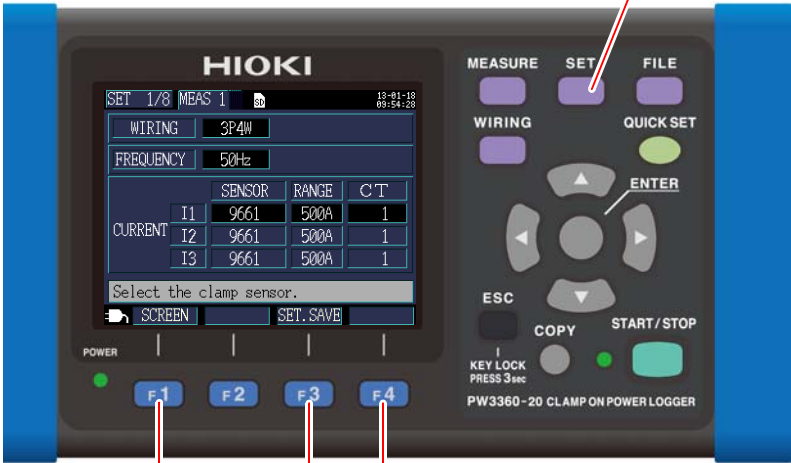 HIOKI
SET 1/8 MEAS 1 SD 13-01-18
09:54:28
WIRING 3P4W
FREQUENCY 50Hz
SENSOR RANGE CT
CURRENT
I1 9661 500A 1
I2 9661 500A 1
I3 9661 500A 1
Select the clamp sensor.
SCREEN SET.SAVE
POWER
F1 F2 F3 F4
MEASURE SET FILE
WIRING QUICK SET
ENTER
ESC
COPY START/STOP
KEY LOCK
PRESS 3sec
PW3360-20 CLAMP ON POWER LOGGER